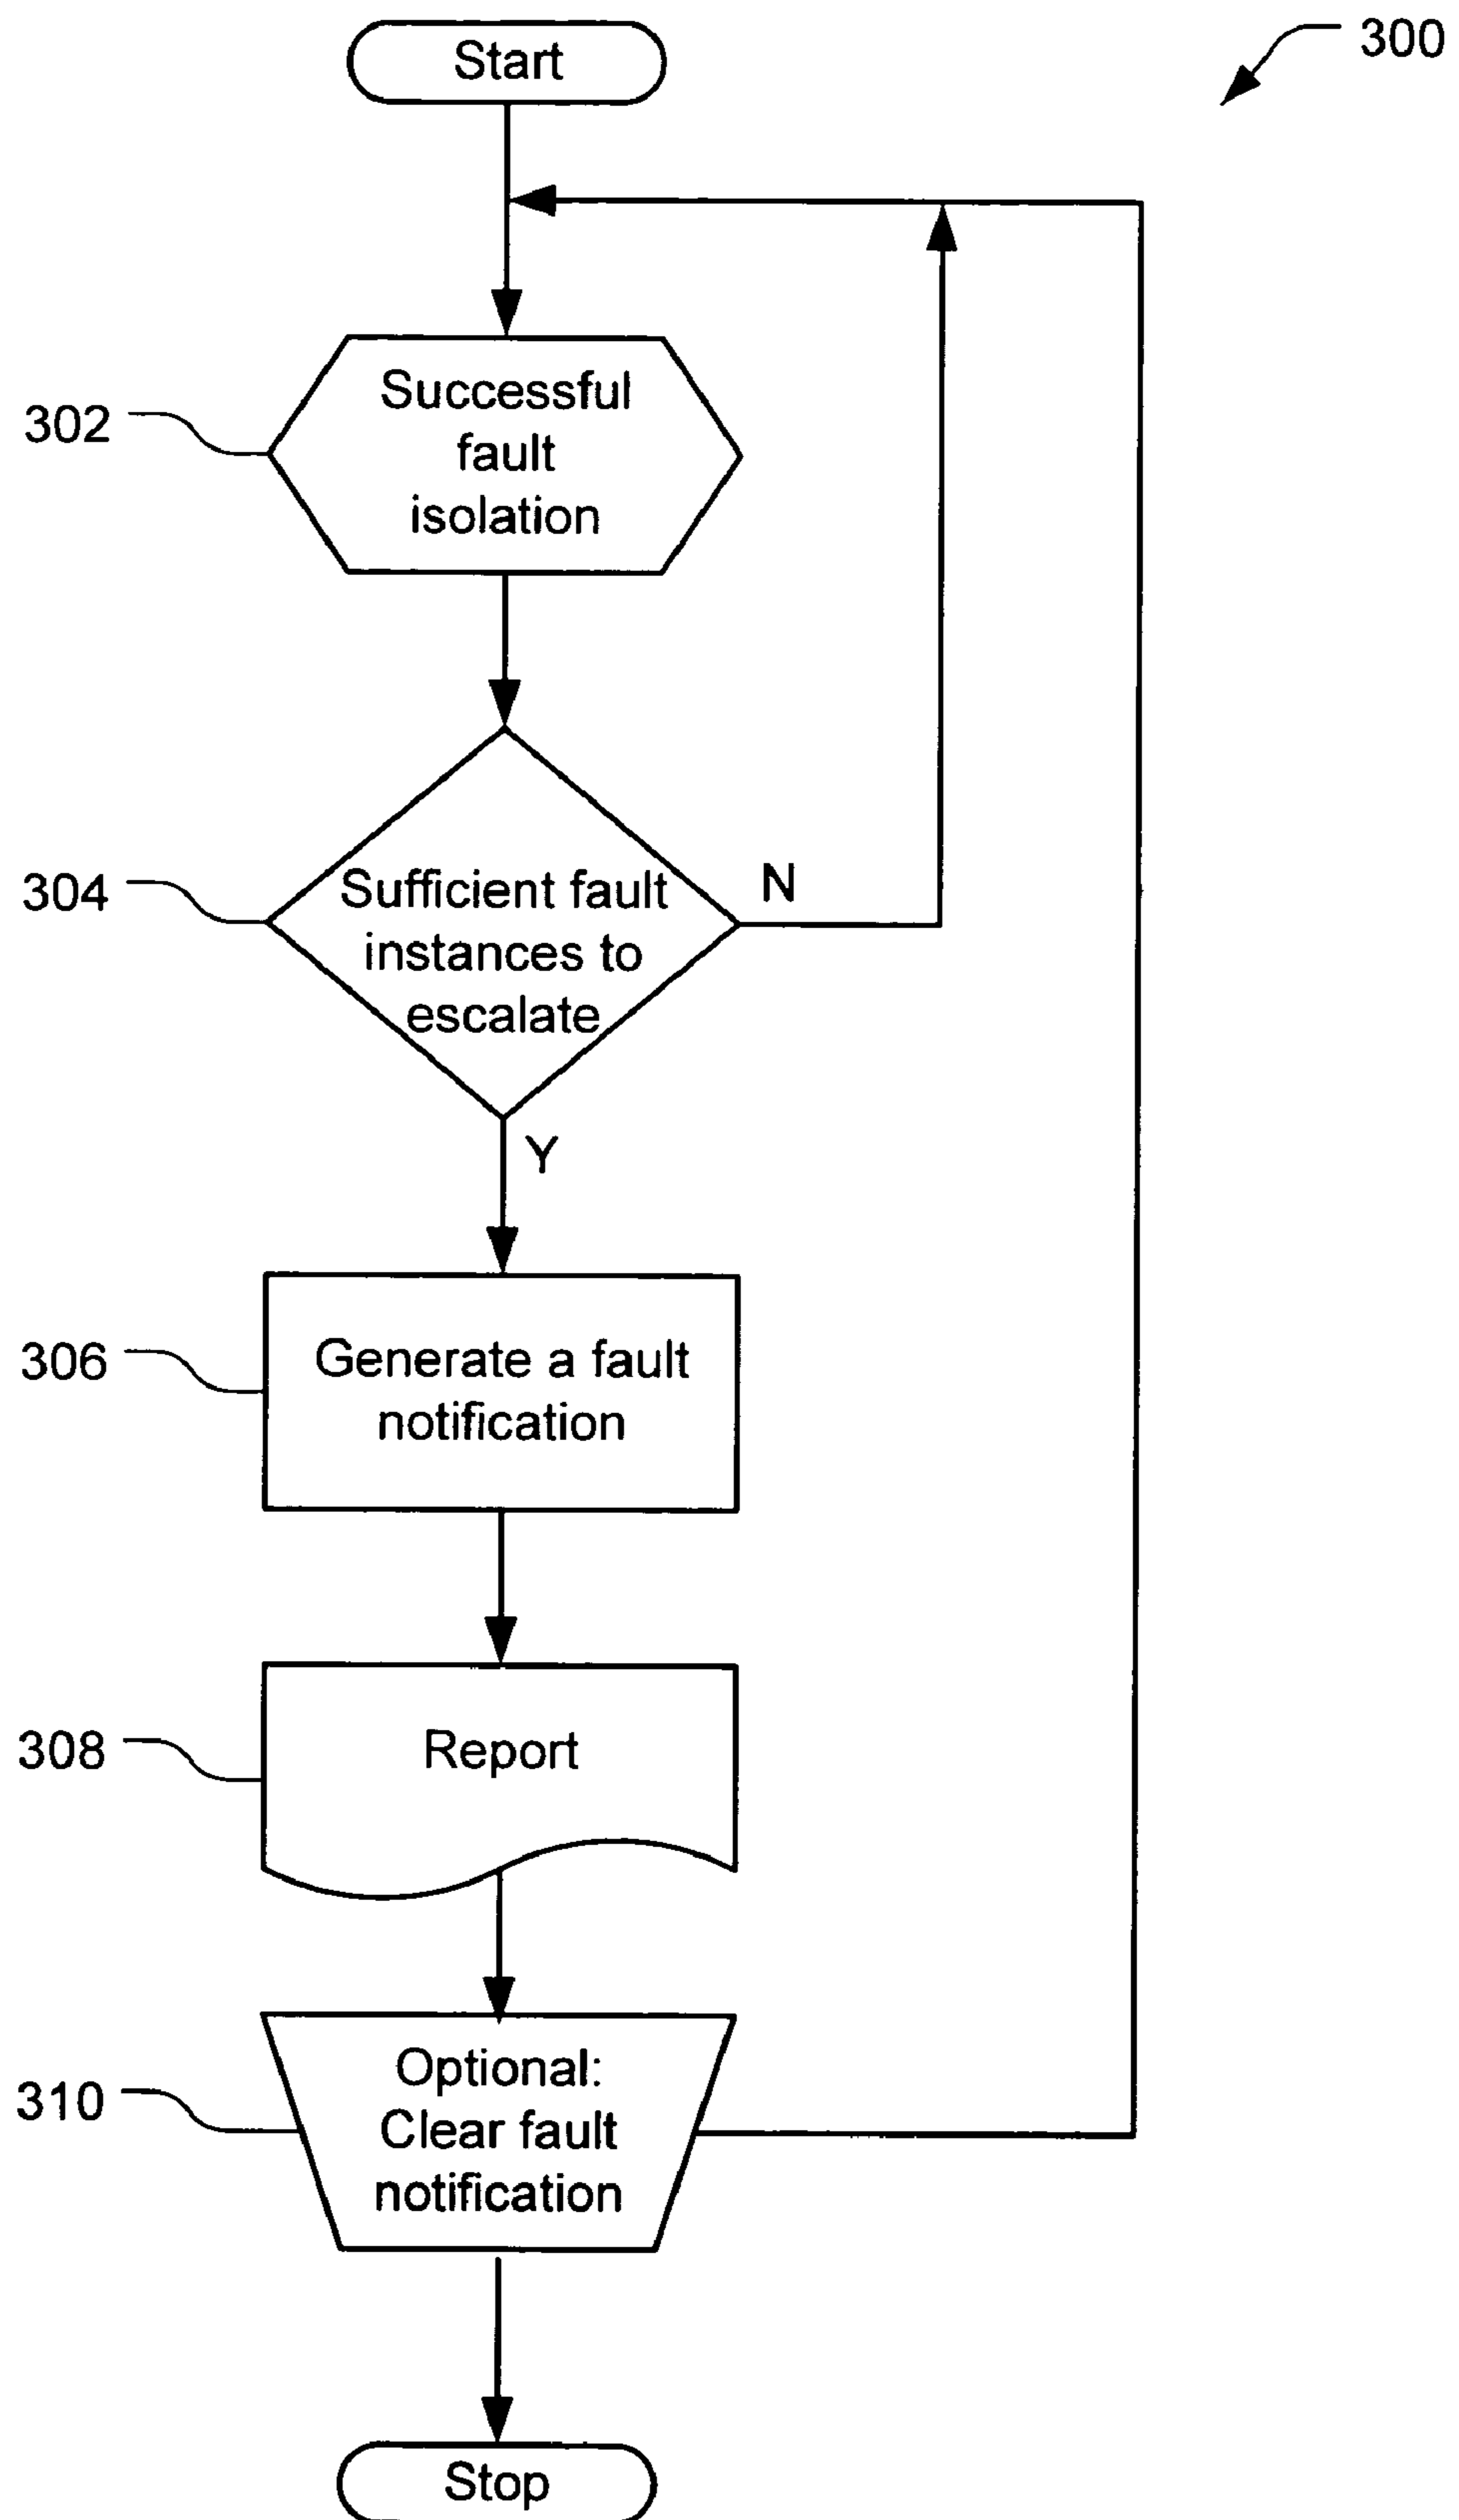 Start
300
302
Successful
fault
isolation
304
Sufficient fault
instances to
escalate
N
Y
306
Generate a fault
notification
308
Report
310
Optional:
Clear fault
notification
Stop